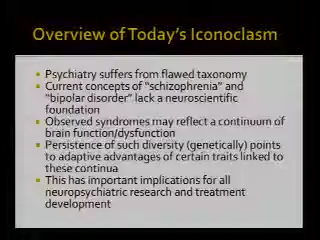 Overview of Today's Iconoclasm
Psychiatry suffers from flawed taxonomy
Current concepts of "schizophrenia" and
"bipolar disorder" lack a neuroscientific
foundation
Observed syndromes may reflect a continuum of
brain function/dysfunction
Persistence of such diversity (genetically) points
to adaptive advantages of certain traits linked to
these continua
This has important implications for all
neuropsychiatric research and treatment
development